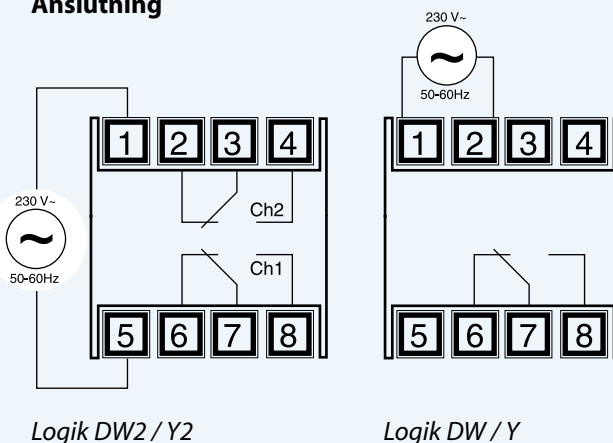 Anslutning
230 V~
50-60Hz
1 2 3 4
Ch2
Ch1
5 6 7 8
Logik DW2 / Y2
230 V~
50-60Hz
1 2 3 4
5 6 7 8
Logik DW / Y